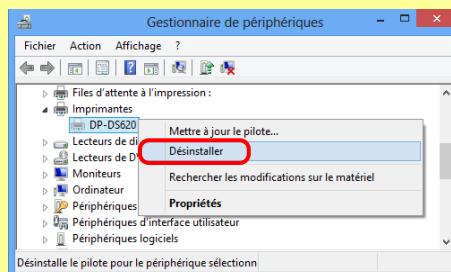 Gestionnaire de périphériques
Fichier Action Affichage ?
Files d'attente à l'impression :
Imprimantes
DP-DS620
Mettre à jour le pilote...
Lecteurs de di
Désinstaller
Lecteurs de D
Moniteurs
Rechercher les modifications sur le matériel
Ordinateur
Périphériques
Propriétés
Périphériques d'interface utilisateur
Périphériques logiciels
Désinstalle le pilote pour le périphérique sélectionn